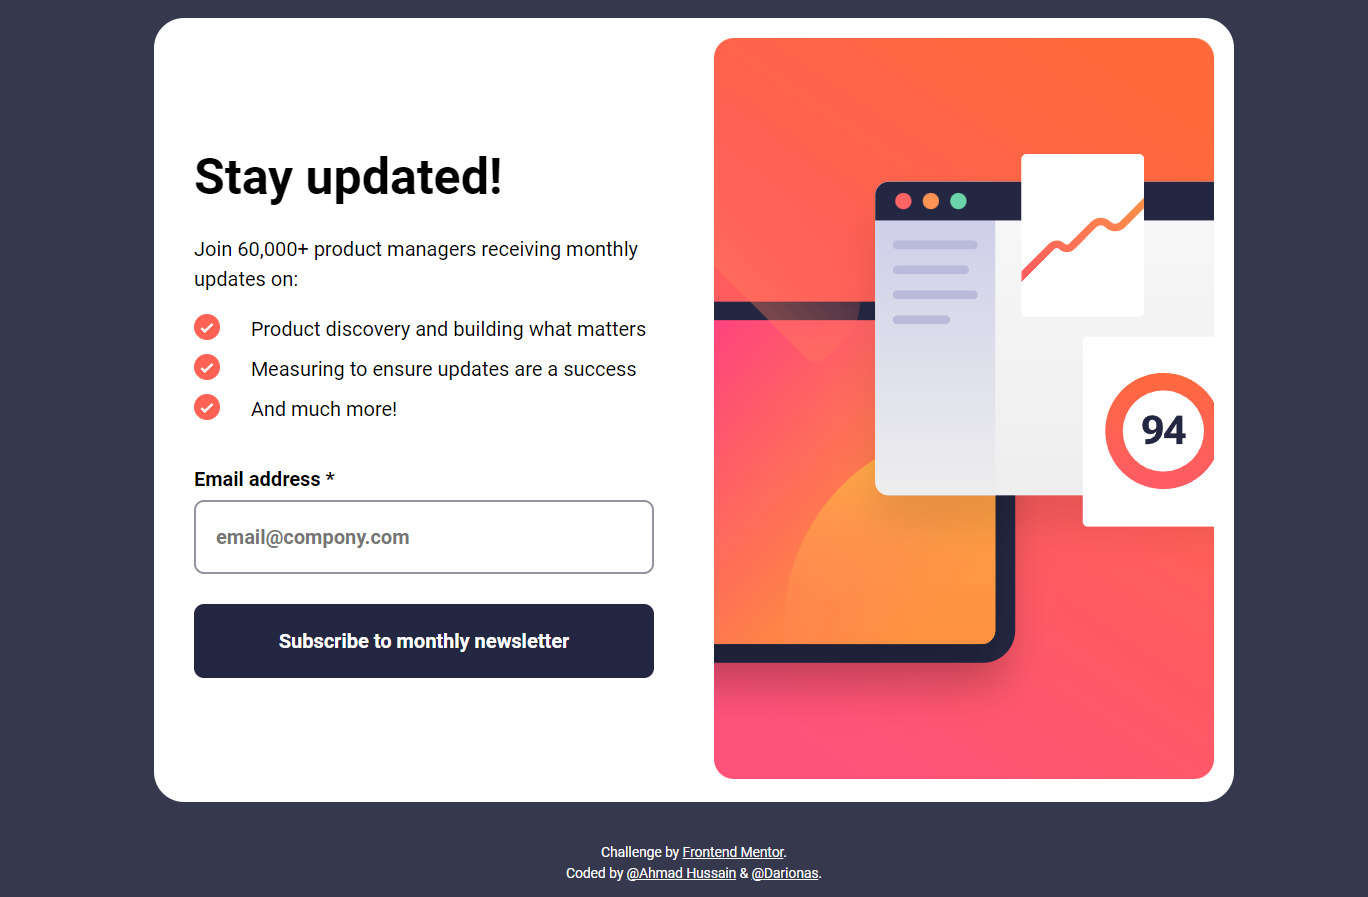 Stay updated!
Join 60,000+ product managers receiving monthly
updates on:
Product discovery and building what matters
Measuring to ensure updates are a success
And much more!
Email address *
email@compony.com
Subscribe to monthly newsletter
94
Challenge by Frontend Mentor.
Coded by @Ahmad Hussain & @Darionas.